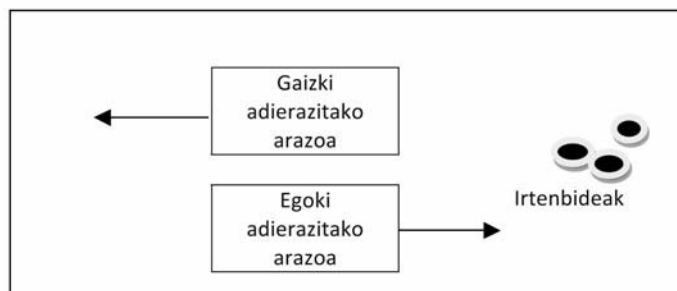 Gaizki
adierazitako
arazoa
Egoki
adierazitako
arazoa
Irtenbideak